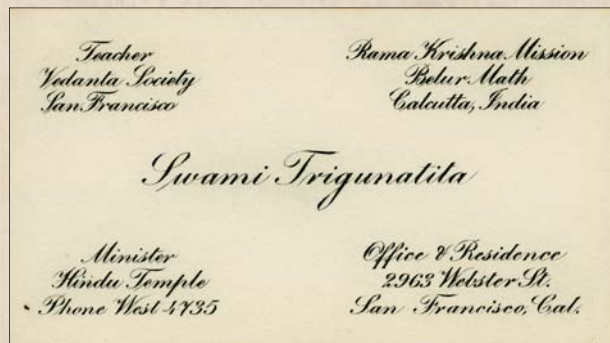 Teacher
Vedanta Society
San Francisco
Rama Krishna Mission
Belur Math
Calcutta, India
Swami Trigunatita
Minister
Hindu Temple
Phone West 4735
Office & Residence
2963 Webster St.
San Francisco, Cal.